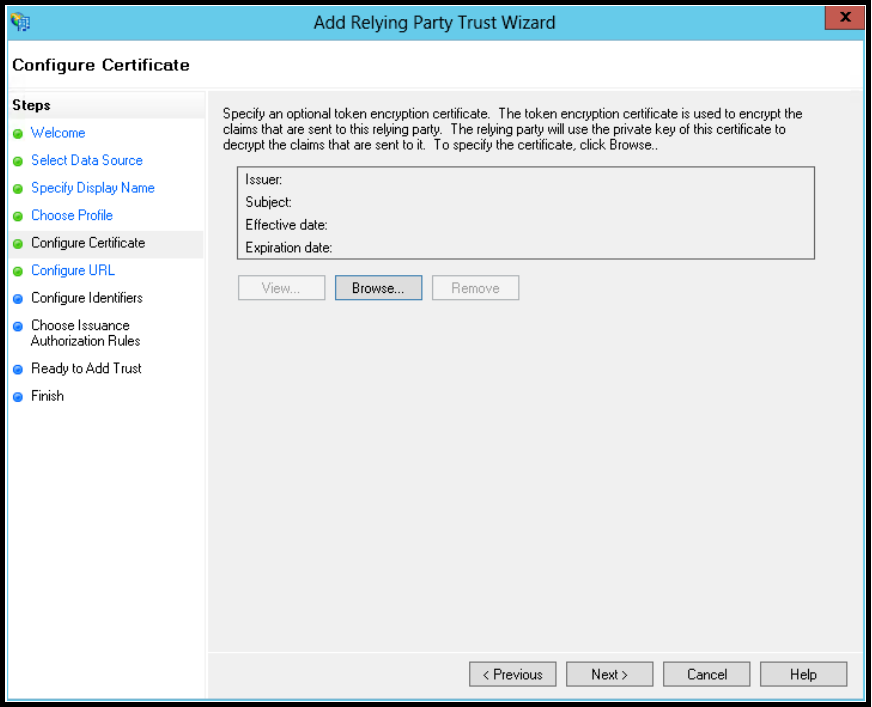 Add Relying Party Trust Wizard
X
Configure Certificate
Steps
Welcome
Select Data Source
Specify Display Name
Choose Profile
Configure Certificate
Configure URL
Configure Identifiers
Choose Issuance
Authorization Rules
Ready to Add Trust
Finish
Specify an optional token encryption certificate.  The token encryption certificate is used to encrypt the
claims that are sent to this relying party.  The relying party will use the private key of this certificate to
decrypt the claims that are sent to it.  To specify the certificate, click Browse..
Issuer:
Subject:
Effective date:
Expiration date:
View... Browse... Remove
< Previous Next > Cancel Help